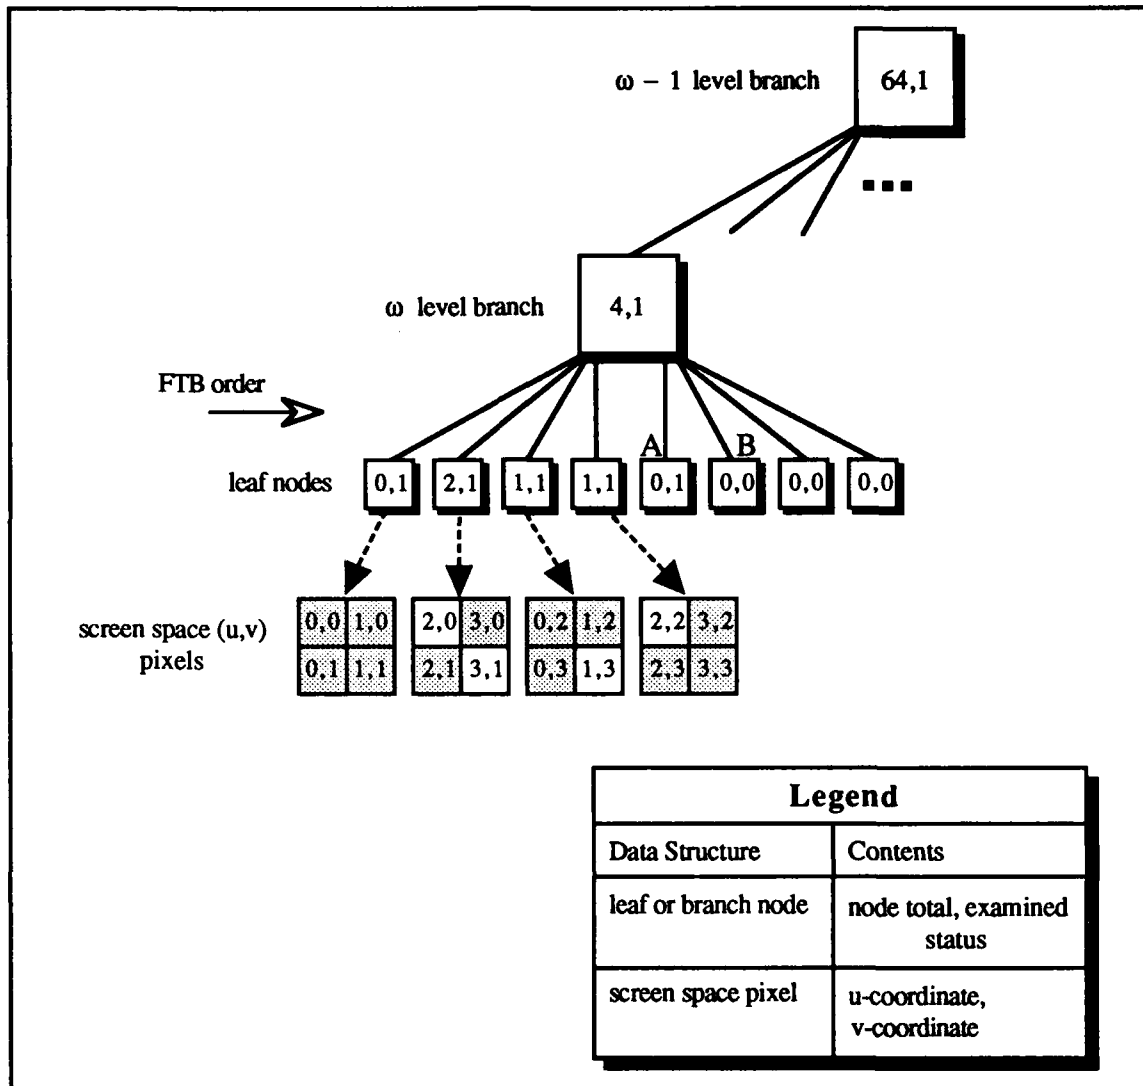 ω – 1 level branch
64,1
ω level branch
4,1
FTB order
A
B
leaf nodes
0,1 2,1 1,1 1,1 0,1 0,0 0,0 0,0
screen space (u,v)
pixels
0,0 1,0 2,0 3,0 0,2 1,2 2,2 3,2
0,1 1,1 2,1 3,1 0,3 1,3 2,3 3,3
Legend
Data Structure Contents
leaf or branch node node total, examined
status
screen space pixel u-coordinate,
v-coordinate